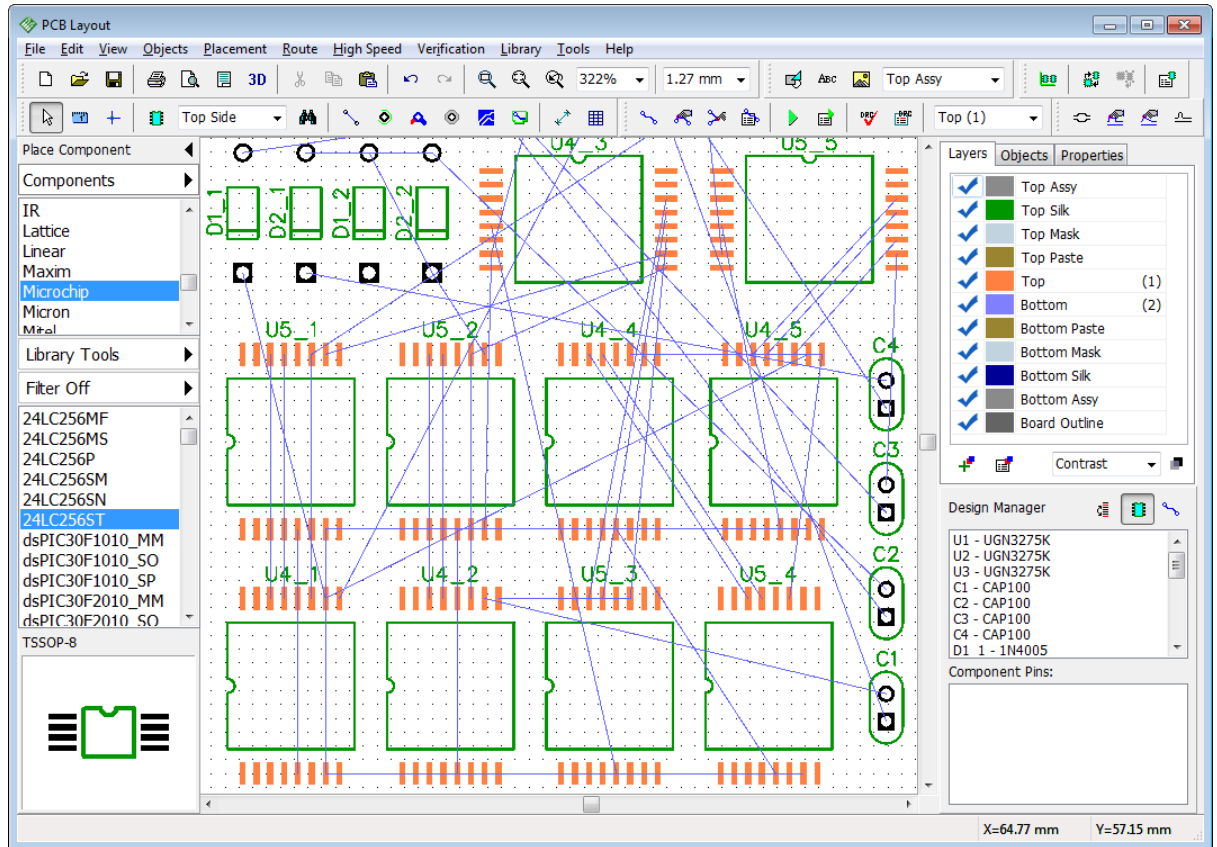 PCB Layout
File Edit View Objects Placement Route High Speed Verification Library Tools Help
3D 322% 1.27 mm ABC Top Assy
Top Side DRC DRC Top (1)
Place Component
Components
IR
Lattice
Linear
Maxim
Microchip
Micron
Mitel
Library Tools
Filter Off
24LC256MF
24LC256MS
24LC256P
24LC256SM
24LC256SN
24LC256ST
dsPIC30F1010_MM
dsPIC30F1010_SO
dsPIC30F1010_SP
dsPIC30F2010_MM
dsPIC30F2010_SO
TSSOP-8
U4_3 U5_5
D1_1 D2_1 D1_2 D2_2
U5_1 U5_2 U4_4 U4_5
C4
C3
C2
U4_1 U4_2 U5_3 U5_4
C1
Layers Objects Properties
Top Assy
Top Silk
Top Mask
Top Paste
Top (1)
Bottom (2)
Bottom Paste
Bottom Mask
Bottom Silk
Bottom Assy
Board Outline
Contrast
Design Manager
U1 - UGN3275K
U2 - UGN3275K
U3 - UGN3275K
C1 - CAP100
C2 - CAP100
C3 - CAP100
C4 - CAP100
D1_1 - 1N4005
Component Pins:
X=64.77 mm Y=57.15 mm